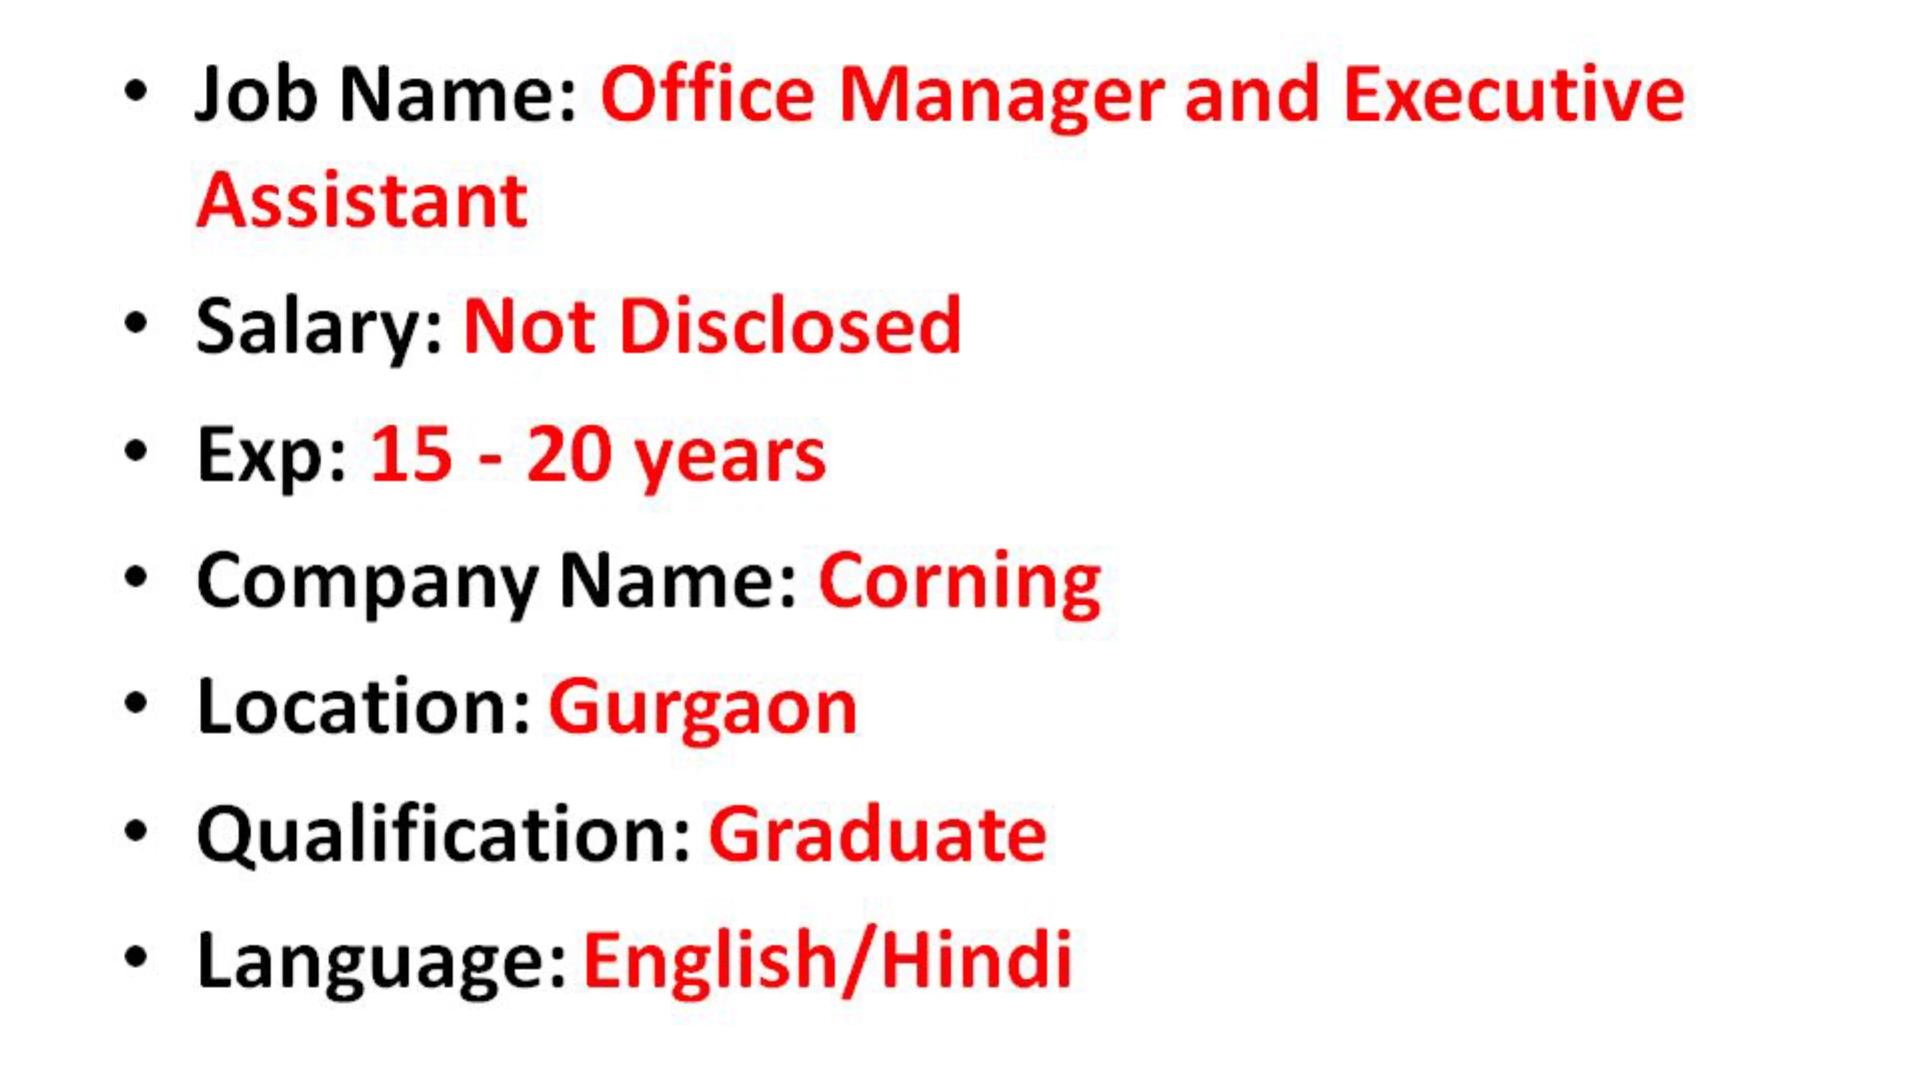 • Job Name: Office Manager and Executive
Assistant
• Salary: Not Disclosed
• Exp: 15 - 20 years
• Company Name: Corning
• Location: Gurgaon
• Qualification: Graduate
• Language: English/Hindi